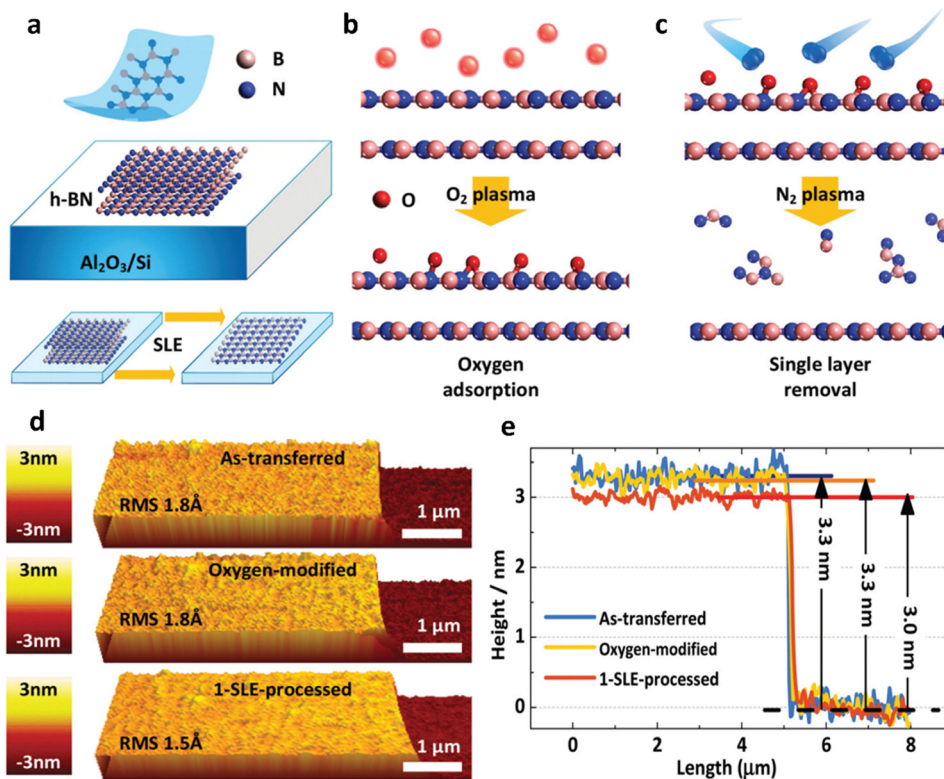 a
B
N
h-BN
Al₂O₃/Si
SLE
b
O
O₂ plasma
Oxygen
adsorption
c
N₂ plasma
Single layer
removal
d
3nm
-3nm
As-transferred
RMS 1.8Å
1 μm
3nm
-3nm
Oxygen-modified
RMS 1.8Å
1 μm
3nm
-3nm
1-SLE-processed
RMS 1.5Å
1 μm
e
Height / nm
3
2
1
0
3.3 nm
3.3 nm
3.0 nm
As-transferred
Oxygen-modified
1-SLE-processed
0
2
4
6
8
Length (μm)